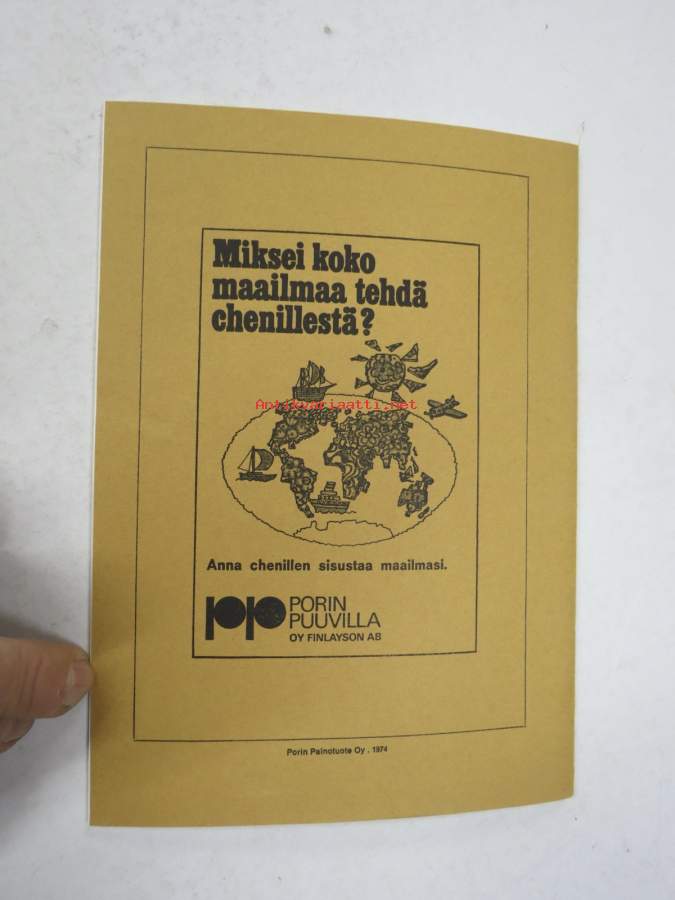 Miksei koko
maailmaa tehdä
chenillestä?
Antikvariaatti.net
Anna chenillen sisustaa maailmasi.
pp PORIN
PUUVILLA
OY FINLAYSON AB
Porin Painotuote Oy . 1974